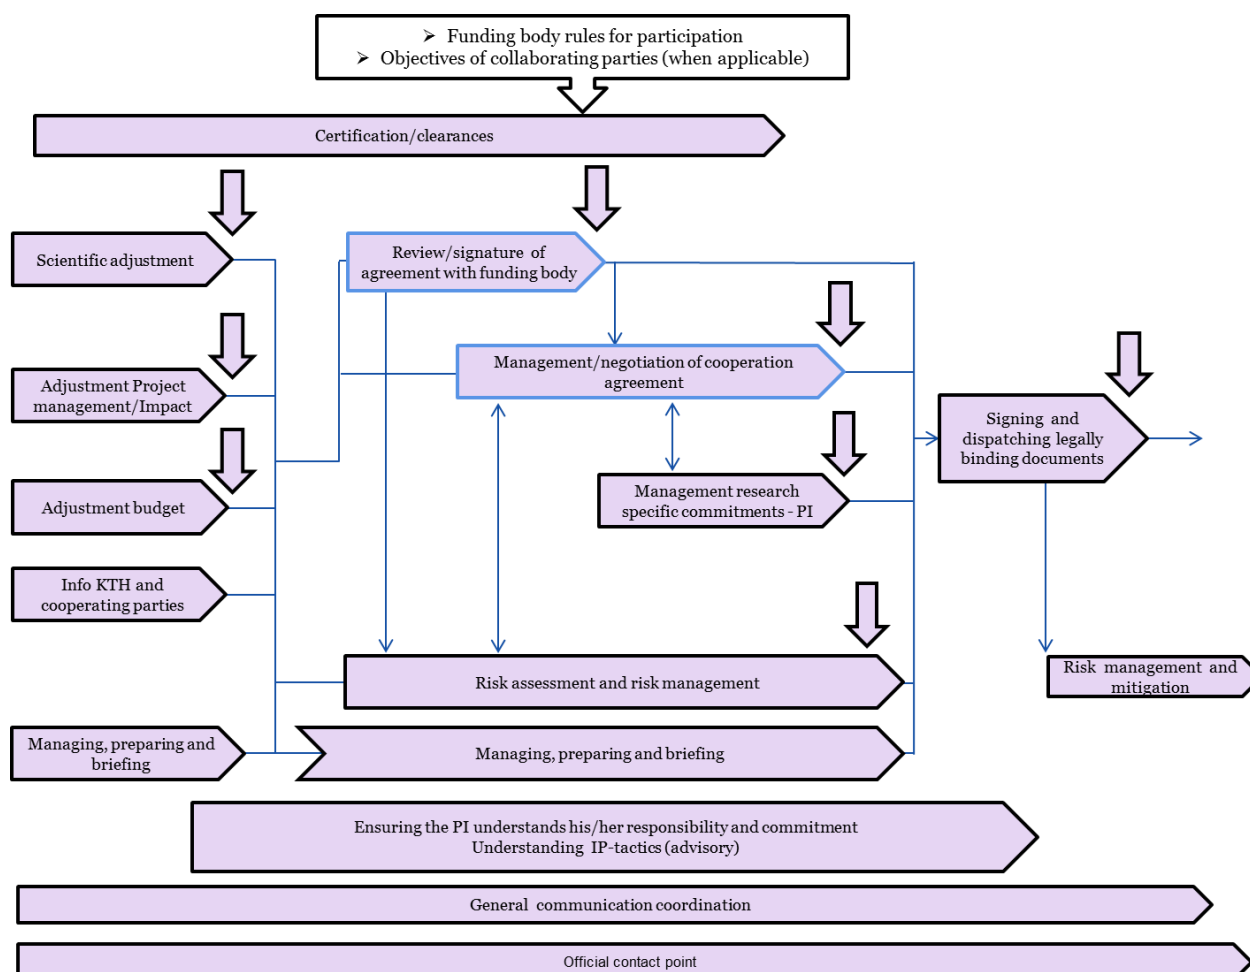 ➢ Funding body rules for participation
➢ Objectives of collaborating parties (when applicable)
Certification/clearances
Scientific adjustment
Review/signature of
agreement with funding body
Adjustment Project
management/Impact
Management/negotiation of cooperation
agreement
Signing and
dispatching legally
binding documents
Adjustment budget
Management research
specific commitments - PI
Info KTH and
cooperating parties
Risk assessment and risk management
Risk management and
mitigation
Managing, preparing and
briefing
Managing, preparing and briefing
Ensuring the PI understands his/her responsibility and commitment
Understanding IP-tactics (advisory)
General communication coordination
Official contact point